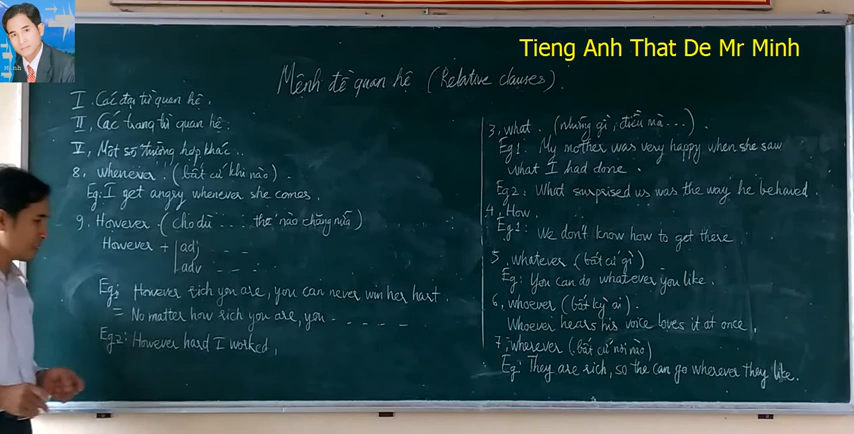 Tieng Anh That De Mr Minh
minh
Mệnh đề quan hệ (Relative clauses).
I. Các đại từ quan hệ.
II, Các trạng từ quan hệ.
V, Một số trường hợp khác..
8, whenever. (bất cứ khi nào).
Eg: I get angry whenever she comes.
9. However. (cho dù ... thế nào chăng nữa)
However + adj - -
adv - - .
Eg1: However rich you are, you can never win her hart.
= No matter how rich you are, you - - - - -
Eg2: However hard I worked,
3, what. (những gì, điều mà ...).
Eg1. My mother was very happy when she saw
what I had done.
Eg2: What surprised us was the way he behaved.
4, How.
Eg1: We don't know how to get there.
5, whatever (bất cứ gì)
Eg: You can do whatever you like.
6, whoever (bất kỳ ai).
Whoever hears his voice loves it at once,
7, wherever (bất cứ nơi nào)
Eg: They are rich, so the can go wherever they like.